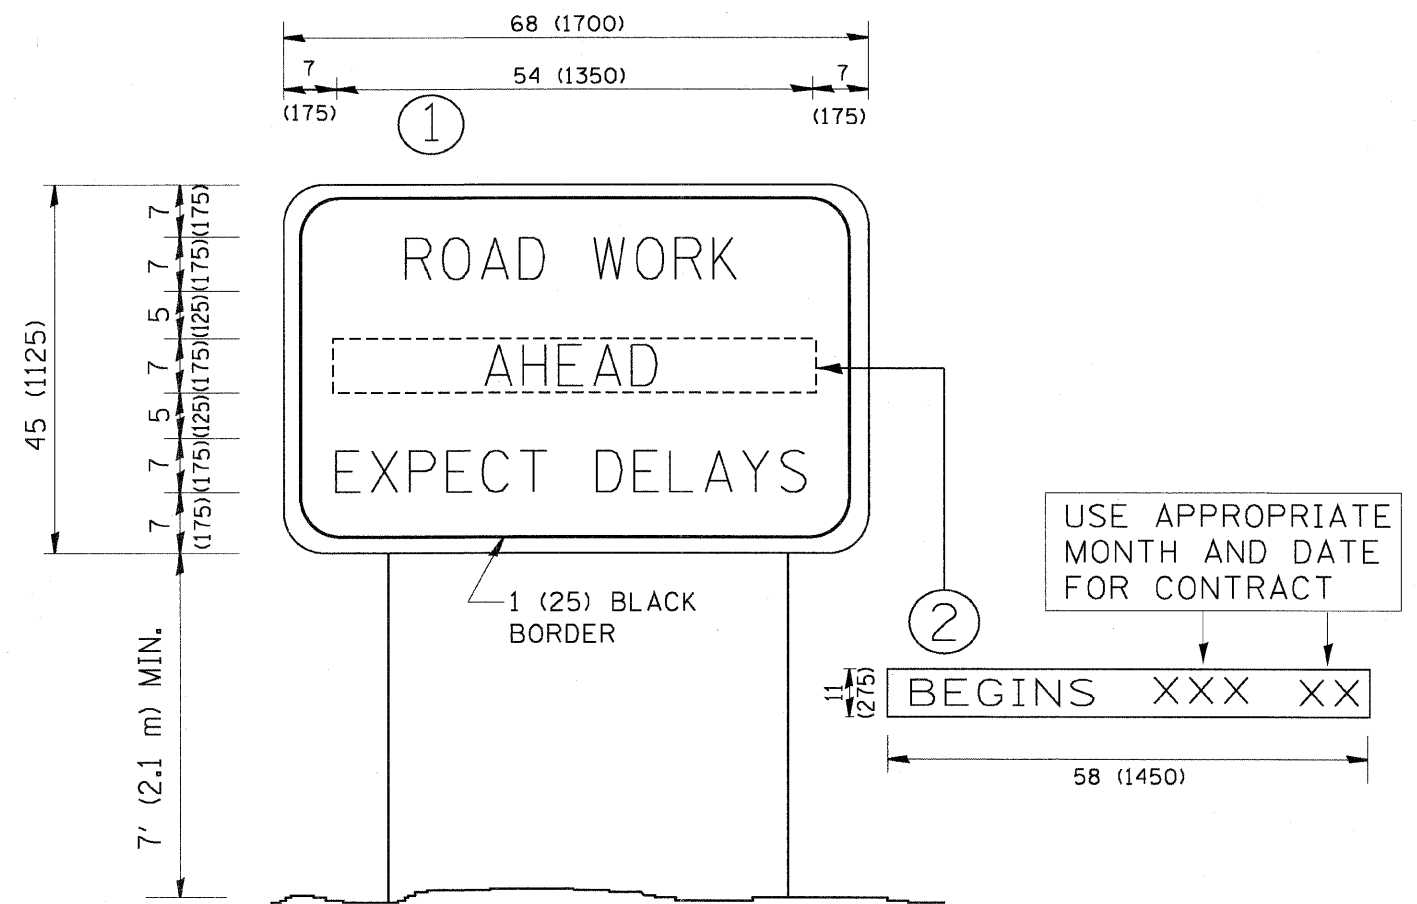 68 (1700)
7
54 (1350)
7
(175)
(175)
1
45 (1125)
7
(175)
7
(175)
5
(125)
7
(175)
5
(125)
7
(175)
7
(175)
ROAD WORK
AHEAD
EXPECT DELAYS
1 (25) BLACK
BORDER
7' (2.1 m) MIN.
USE APPROPRIATE
MONTH AND DATE
FOR CONTRACT
2
11
(275)
BEGINS XXX XX
58 (1450)